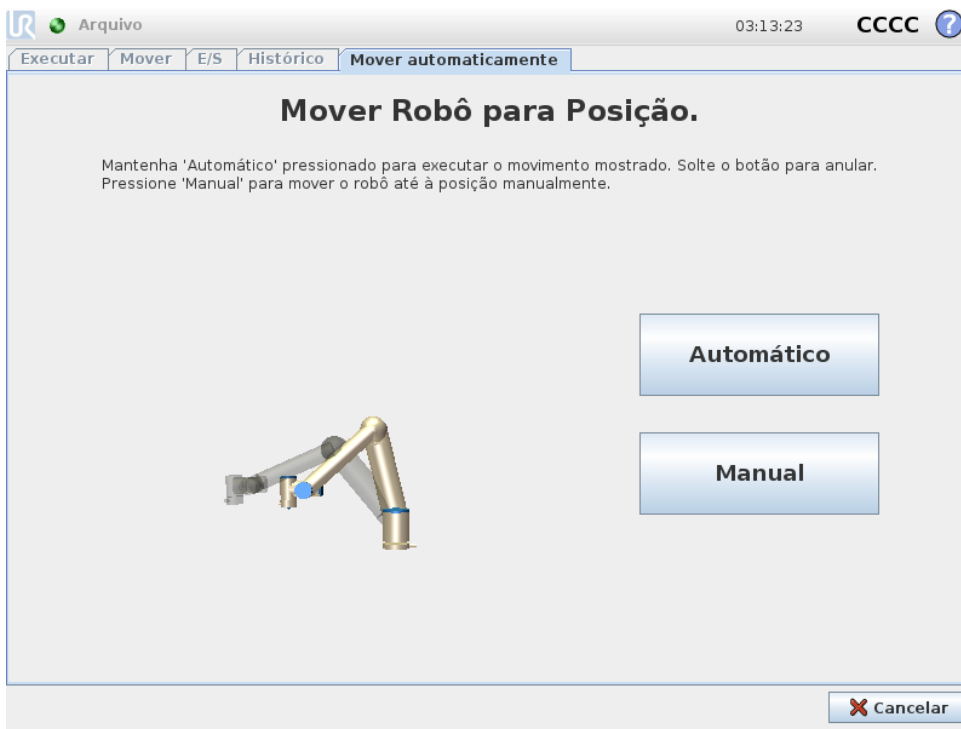 UR Arquivo 03:13:23 CCCC ?
Executar Mover E/S Histórico Mover automaticamente
Mover Robô para Posição.
Mantenha 'Automático' pressionado para executar o movimento mostrado. Solte o botão para anular.
Pressione 'Manual' para mover o robô até à posição manualmente.
Automático
Manual
Cancelar